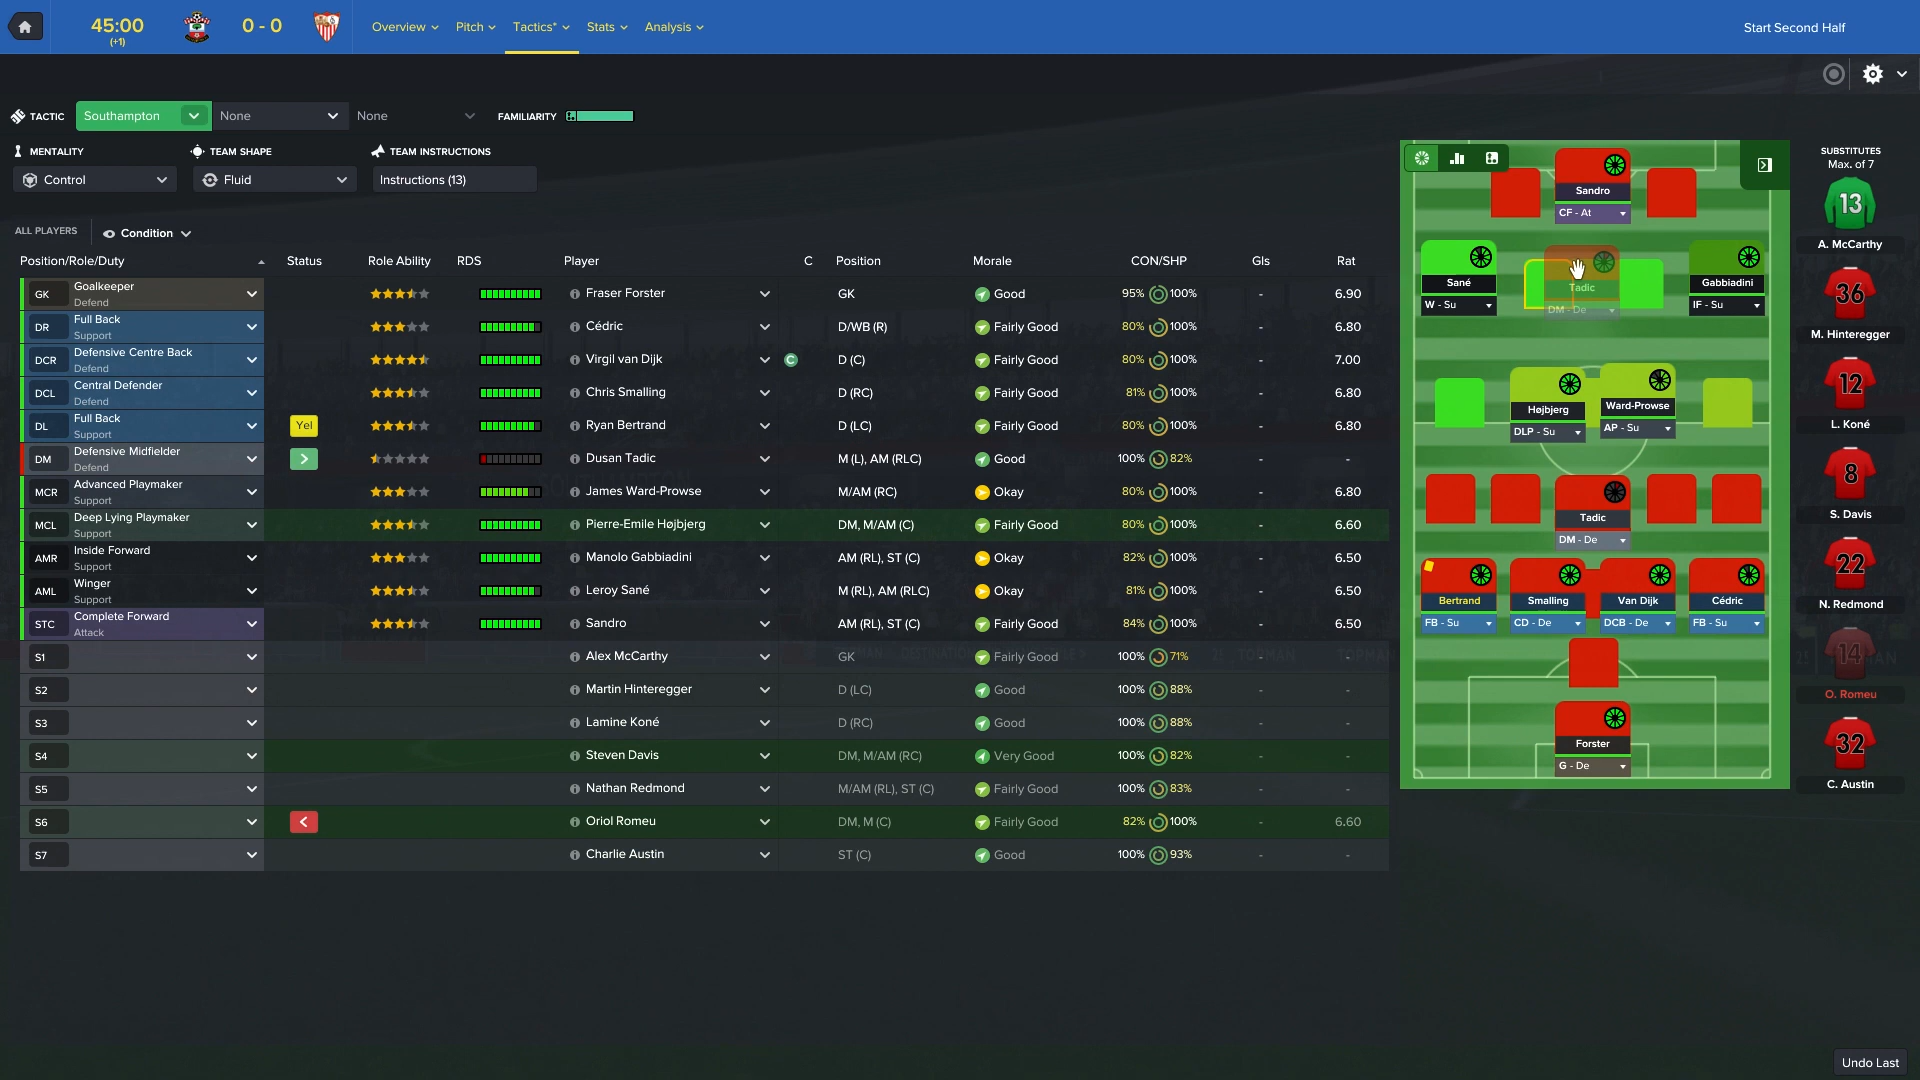 45:00
(+1)
0 - 0
Overview
Pitch
Tactics*
Stats
Analysis
Start Second Half
TACTIC
Southampton
None
None
FAMILIARITY
MENTALITY
TEAM SHAPE
TEAM INSTRUCTIONS
Control
Fluid
Instructions (13)
ALL PLAYERS
Condition
Position/Role/Duty Status Role Ability RDS Player C Position Morale CON/SHP Gls Rat
GK Goalkeeper Defend Fraser Forster GK Good 95% 100% - 6.90
DR Full Back Support Cédric D/WB (R) Fairly Good 80% 100% - 6.80
DCR Defensive Centre Back Defend Virgil van Dijk C D (C) Fairly Good 80% 100% - 7.00
DCL Central Defender Defend Chris Smalling D (RC) Fairly Good 81% 100% - 6.80
DL Full Back Support Yel Ryan Bertrand D (LC) Fairly Good 80% 100% - 6.80
DM Defensive Midfielder Defend Dusan Tadic M (L), AM (RLC) Good 100% 82% - -
MCR Advanced Playmaker Support James Ward-Prowse M/AM (RC) Okay 80% 100% - 6.80
MCL Deep Lying Playmaker Support Pierre-Emile Højbjerg DM, M/AM (C) Fairly Good 80% 100% - 6.60
AMR Inside Forward Support Manolo Gabbiadini AM (RL), ST (C) Okay 82% 100% - 6.50
AML Winger Support Leroy Sané M (RL), AM (RLC) Okay 81% 100% - 6.50
STC Complete Forward Attack Sandro AM (RL), ST (C) Fairly Good 84% 100% - 6.50
S1 Alex McCarthy GK Fairly Good 100% 71% - -
S2 Martin Hinteregger D (LC) Good 100% 88% - -
S3 Lamine Koné D (RC) Good 100% 88% - -
S4 Steven Davis DM, M/AM (RC) Very Good 100% 82% - -
S5 Nathan Redmond M/AM (RL), ST (C) Fairly Good 100% 83% - -
S6 Oriol Romeu DM, M (C) Fairly Good 82% 100% - 6.60
S7 Charlie Austin ST (C) Good 100% 93% - -
Sandro
CF - At
Sané
W - Su
Tadic
DM - De
Gabbiadini
IF - Su
Højbjerg
DLP - Su
Ward-Prowse
AP - Su
Tadic
DM - De
Bertrand
FB - Su
Smalling
CD - De
Van Dijk
DCB - De
Cédric
FB - Su
Forster
G - De
SUBSTITUTES
Max. of 7
13
A. McCarthy
36
M. Hinteregger
12
L. Koné
8
S. Davis
22
N. Redmond
14
O. Romeu
32
C. Austin
Undo Last